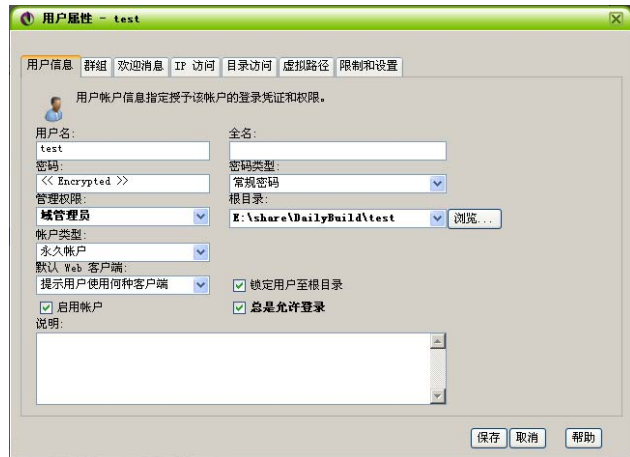 用户属性 - test
用户信息 群组 欢迎消息 IP 访问 目录访问 虚拟路径 限制和设置
用户帐户信息指定授予该帐户的登录凭证和权限。
用户名: 全名:
test
密码: 密码类型:
<< Encrypted >> 常规密码
管理权限: 根目录:
域管理员 E:\share\DailyBuild\test 浏览...
帐户类型:
永久帐户
默认 Web 客户端:
提示用户使用何种客户端 锁定用户至根目录
启用帐户 总是允许登录
说明:
保存 取消 帮助